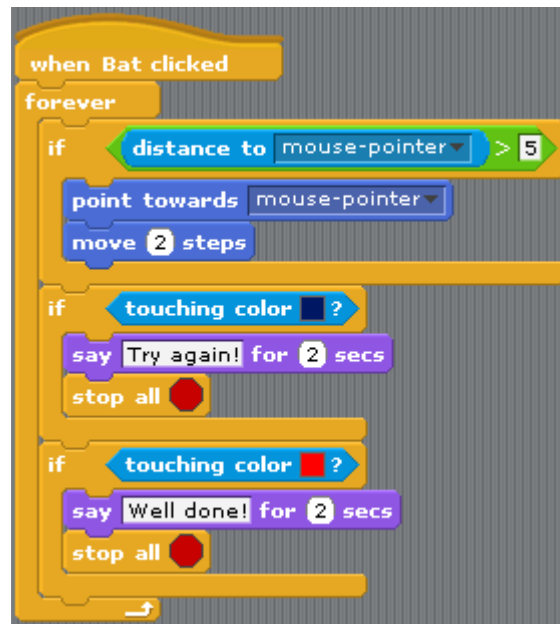 when Bat clicked
forever
if distance to mouse-pointer > 5
point towards mouse-pointer
move 2 steps
if touching color ?
say Try again! for 2 secs
stop all
if touching color ?
say Well done! for 2 secs
stop all